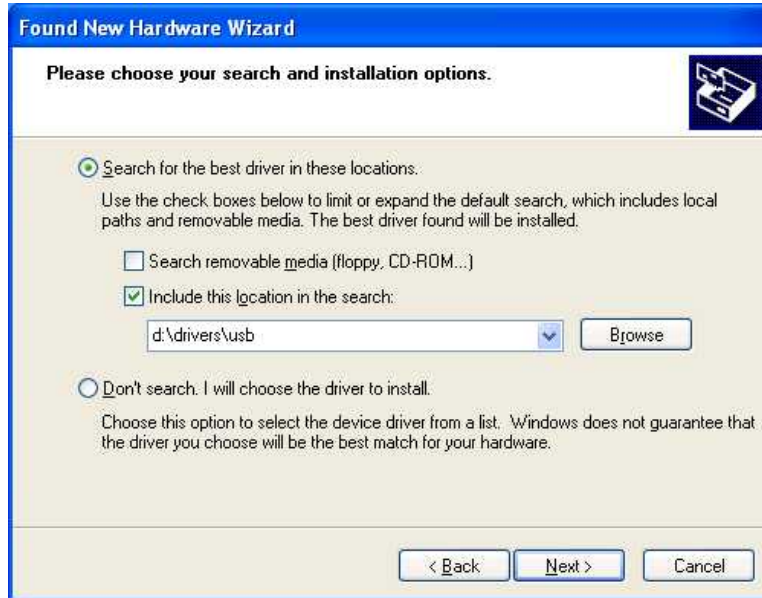 Found New Hardware Wizard
Please choose your search and installation options.
Search for the best driver in these locations.
Use the check boxes below to limit or expand the default search, which includes local
paths and removable media. The best driver found will be installed.
Search removable media (floppy, CD-ROM...)
Include this location in the search:
d:\drivers\usb
Browse
Don't search. I will choose the driver to install.
Choose this option to select the device driver from a list. Windows does not guarantee that
the driver you choose will be the best match for your hardware.
< Back
Next >
Cancel